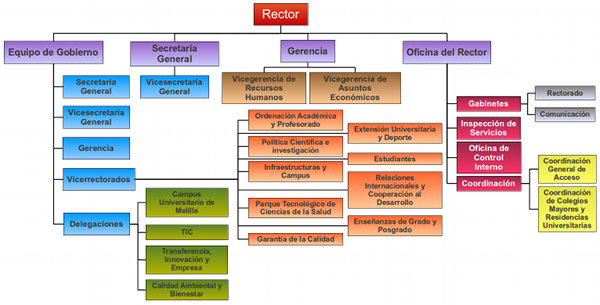 Rector
Equipo de Gobierno
Secretaría
General
Gerencia
Oficina del Rector
Secretaría
General
Vicesecretaría
General
Gerencia
Vicerrectorados
Delegaciones
Campus
Universitario de
Melilla
TIC
Transferencia,
Innovación y
Empresa
Calidad Ambiental y
Bienestar
Vicesecretaría
General
Vicegerencia de
Recursos
Humanos
Vicegerencia de
Asuntos
Económicos
Ordenación Académica
y Profesorado
Extensión Universitaria
y Deporte
Política Científica e
investigación
Estudiantes
Infraestructuras y
Campus
Relaciones
Internacionales y
Cooperación al
Desarrollo
Parque Tecnológico de
Ciencias de la Salud
Enseñanzas de Grado y
Posgrado
Garantía de la Calidad
Gabinetes
Rectorado
Comunicación
Inspección de
Servicios
Oficina de
Control
Interno
Coordinación
Coordinación
General de
Acceso
Coordinación
de Colegios
Mayores y
Residencias
Universitarias